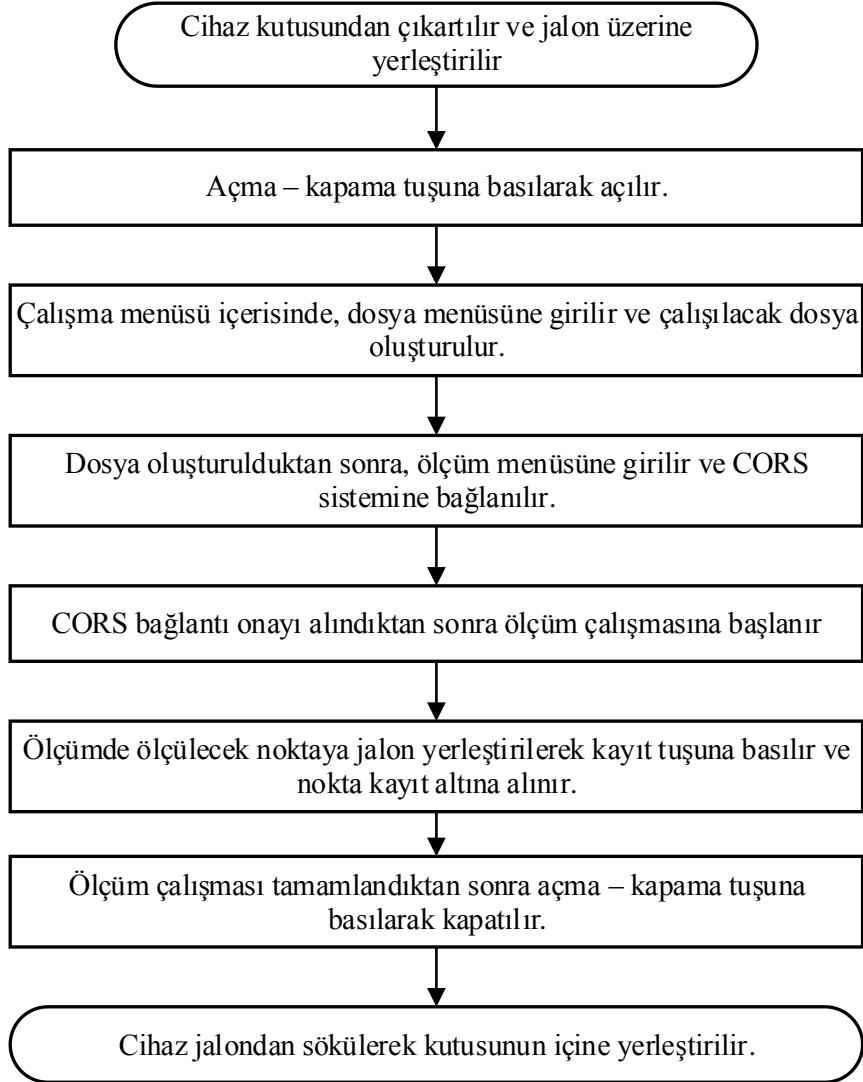 Cihaz kutusundan çıkartılır ve jalon üzerine
yerleştirilir
Açma – kapama tuşuna basılarak açılır.
Çalışma menüsü içerisinde, dosya menüsüne girilir ve çalışılacak dosya
oluşturulur.
Dosya oluşturulduktan sonra, ölçüm menüsüne girilir ve CORS
sistemine bağlanılır.
CORS bağlantı onayı alındıktan sonra ölçüm çalışmasına başlanır
Ölçümde ölçülecek noktaya jalon yerleştirilerek kayıt tuşuna basılır ve
nokta kayıt altına alınır.
Ölçüm çalışması tamamlandıktan sonra açma – kapama tuşuna
basılarak kapatılır.
Cihaz jalondan sökülerek kutusunun içine yerleştirilir.